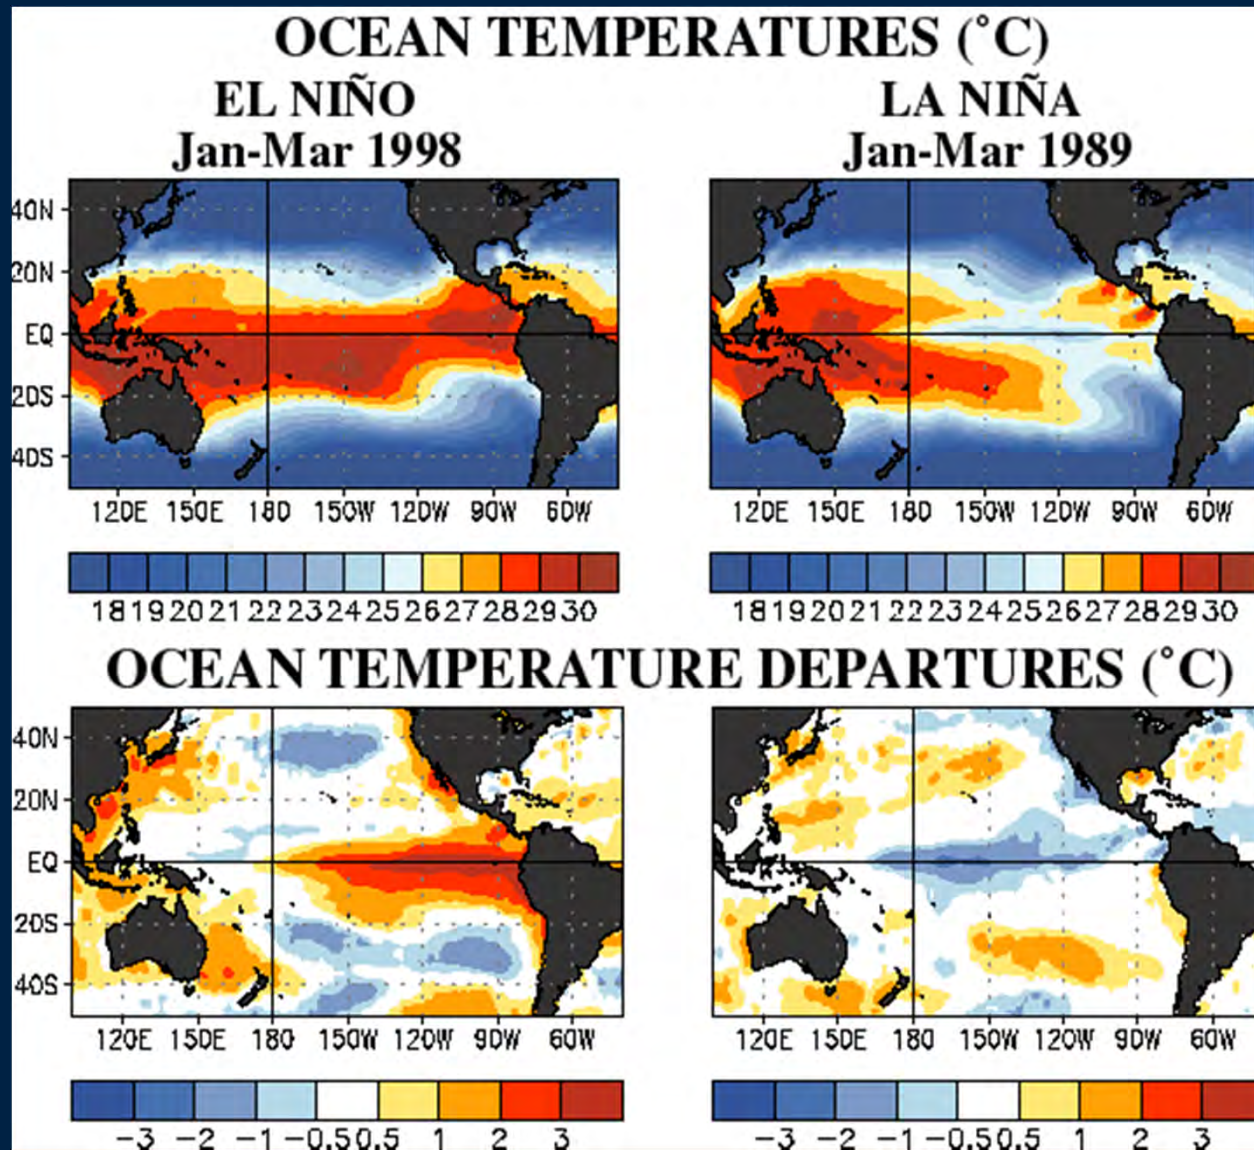 OCEAN TEMPERATURES (˚C)
EL NIÑO
Jan-Mar 1998
LA NIÑA
Jan-Mar 1989
40N
20N
EQ
20S
40S
120E 150E 180 150W 120W 90W 60W
120E 150E 180 150W 120W 90W 60W
18 19 20 21 22 23 24 25 26 27 28 29 30
18 19 20 21 22 23 24 25 26 27 28 29 30
OCEAN TEMPERATURE DEPARTURES (˚C)
40N
20N
EQ
20S
40S
120E 150E 180 150W 120W 90W 60W
120E 150E 180 150W 120W 90W 60W
-3 -2 -1 -0.5 0.5 1 2 3
-3 -2 -1 -0.5 0.5 1 2 3